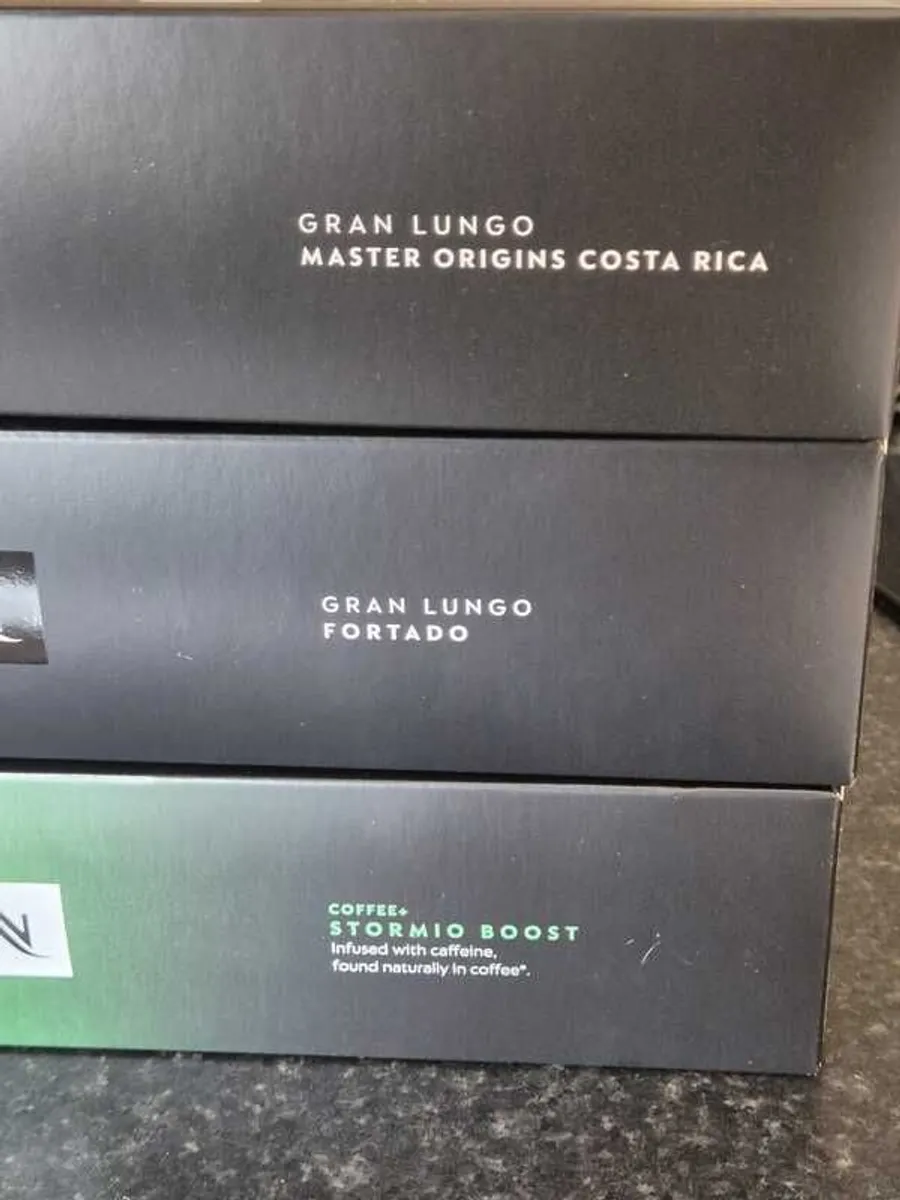 GRAN LUNGO
MASTER ORIGINS COSTA RICA
GRAN LUNGO
FORTADO
COFFEE+
STORMIO BOOST
Infused with caffeine,
found naturally in coffee*.